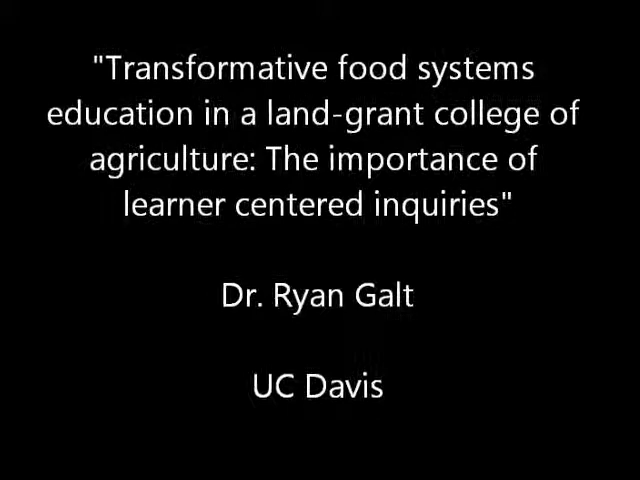 "Transformative food systems
education in a land-grant college of
agriculture: The importance of
learner centered inquiries"
Dr. Ryan Galt
UC Davis